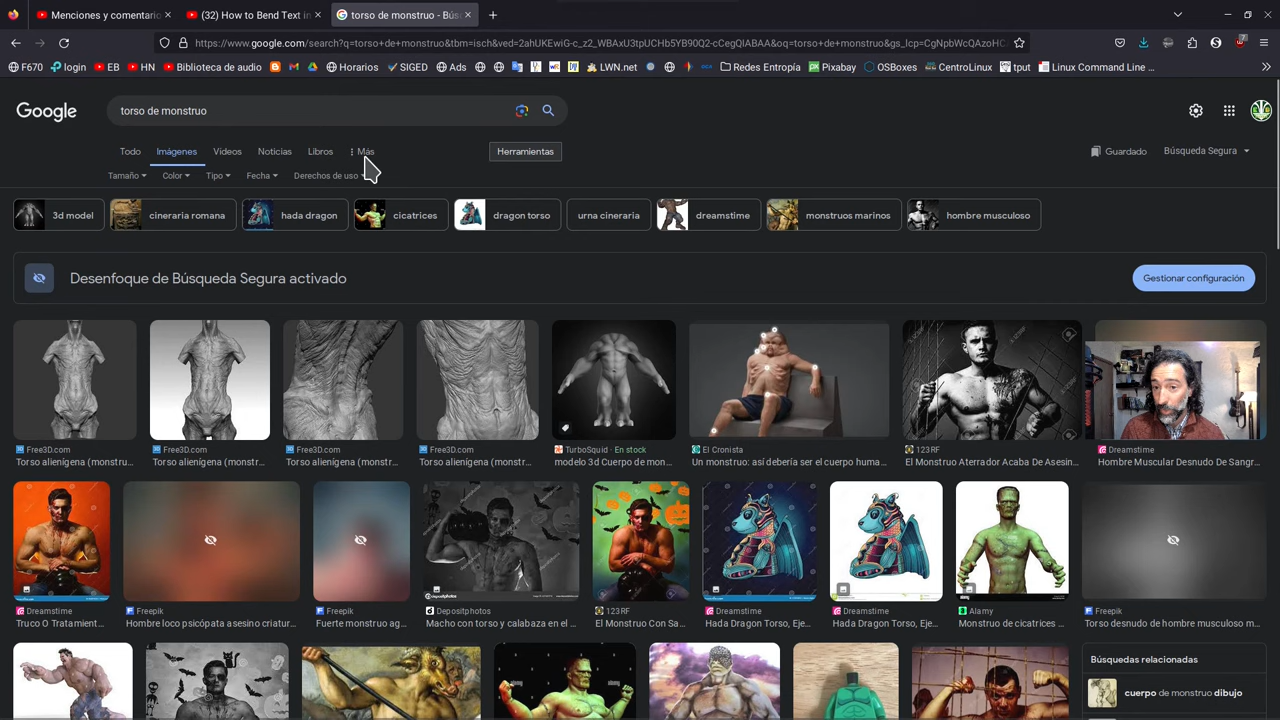 Menciones y comentario
(32) How to Bend Text in
torso de monstruo - Bús
https://www.google.com/search?q=torso+de+monstruo&tbm=isch&ved=2ahUKEwiG-c_z2_WBAxU3tpUCHb5YB90Q2-cCegQIABAA&oq=torso+de+monstruo&gs_lcp=CgNpbWcQAzoHC
F670
login
EB
HN
Biblioteca de audio
Horarios
SIGED
Ads
LWN.net
Redes Entropía
Pixabay
OSBoxes
CentroLinux
tput
Linux Command Line ...
Google
torso de monstruo
Todo
Imágenes
Vídeos
Noticias
Libros
Más
Herramientas
Guardado
Búsqueda Segura
Tamaño
Color
Tipo
Fecha
Derechos de uso
3d model
cineraria romana
hada dragon
cicatrices
dragon torso
urna cineraria
dreamstime
monstruos marinos
hombre musculoso
Desenfoque de Búsqueda Segura activado
Gestionar configuración
Free3D.com
Torso alienígena (monstru...
Free3D.com
Torso alienígena (monstr...
Free3D.com
Torso alienígena (monstr...
Free3D.com
Torso alienígena (monstr...
TurboSquid · En stock
modelo 3d Cuerpo de mon...
El Cronista
Un monstruo: así debería ser el cuerpo huma...
123RF
El Monstruo Aterrador Acaba De Asesin...
Dreamstime
Hombre Muscular Desnudo De Sangr...
Dreamstime
Truco O Tratamient...
Freepik
Hombre loco psicópata asesino criatur...
Freepik
Fuerte monstruo ag...
Depositphotos
Macho con torso y calabaza en el ...
123RF
El Monstruo Con Sa...
Dreamstime
Hada Dragon Torso, Eje...
Dreamstime
Hada Dragon Torso, Eje...
Alamy
Monstruo de cicatrices ...
Freepik
Torso desnudo de hombre musculoso m...
Búsquedas relacionadas
cuerpo de monstruo dibujo